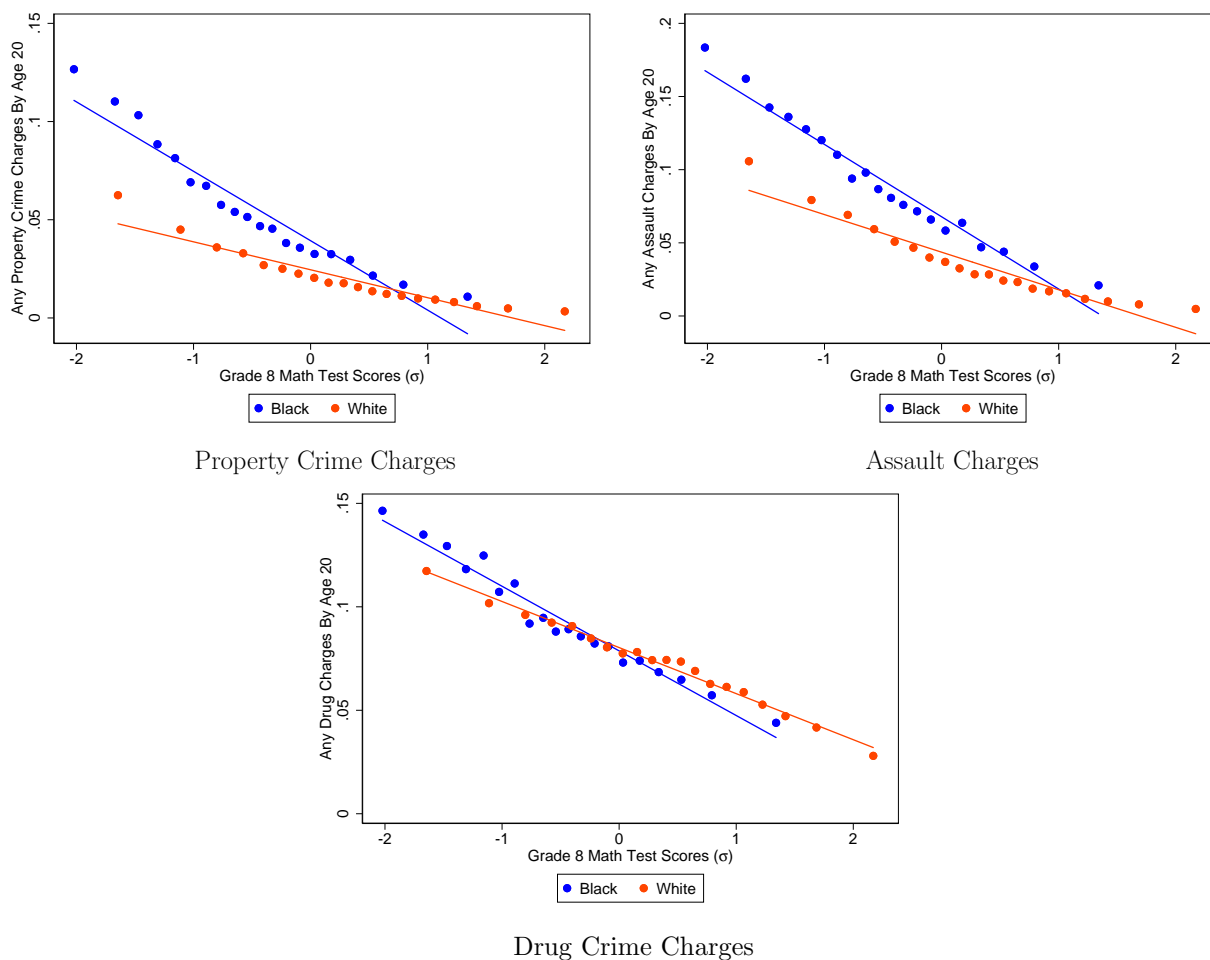 Any Property Crime Charges By Age 20
.15
.1
.05
0
-2 -1 0 1 2
Grade 8 Math Test Scores (σ)
Black White
Property Crime Charges
Any Assault Charges By Age 20
.2
.15
.1
.05
0
-2 -1 0 1 2
Grade 8 Math Test Scores (σ)
Black White
Assault Charges
Any Drug Charges By Age 20
.15
.1
.05
0
-2 -1 0 1 2
Grade 8 Math Test Scores (σ)
Black White
Drug Crime Charges